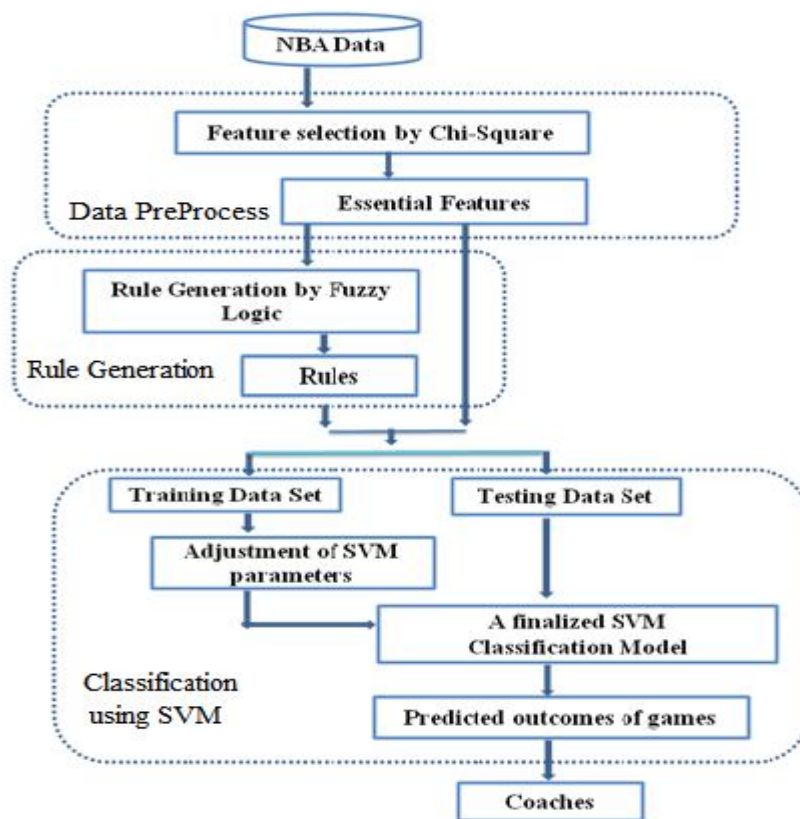 NBA Data
Feature selection by Chi-Square
Essential Features
Data PreProcess
Rule Generation by Fuzzy
Logic
Rules
Rule Generation
Training Data Set
Testing Data Set
Adjustment of SVM
parameters
A finalized SVM
Classification Model
Classification
using SVM
Predicted outcomes of games
Coaches